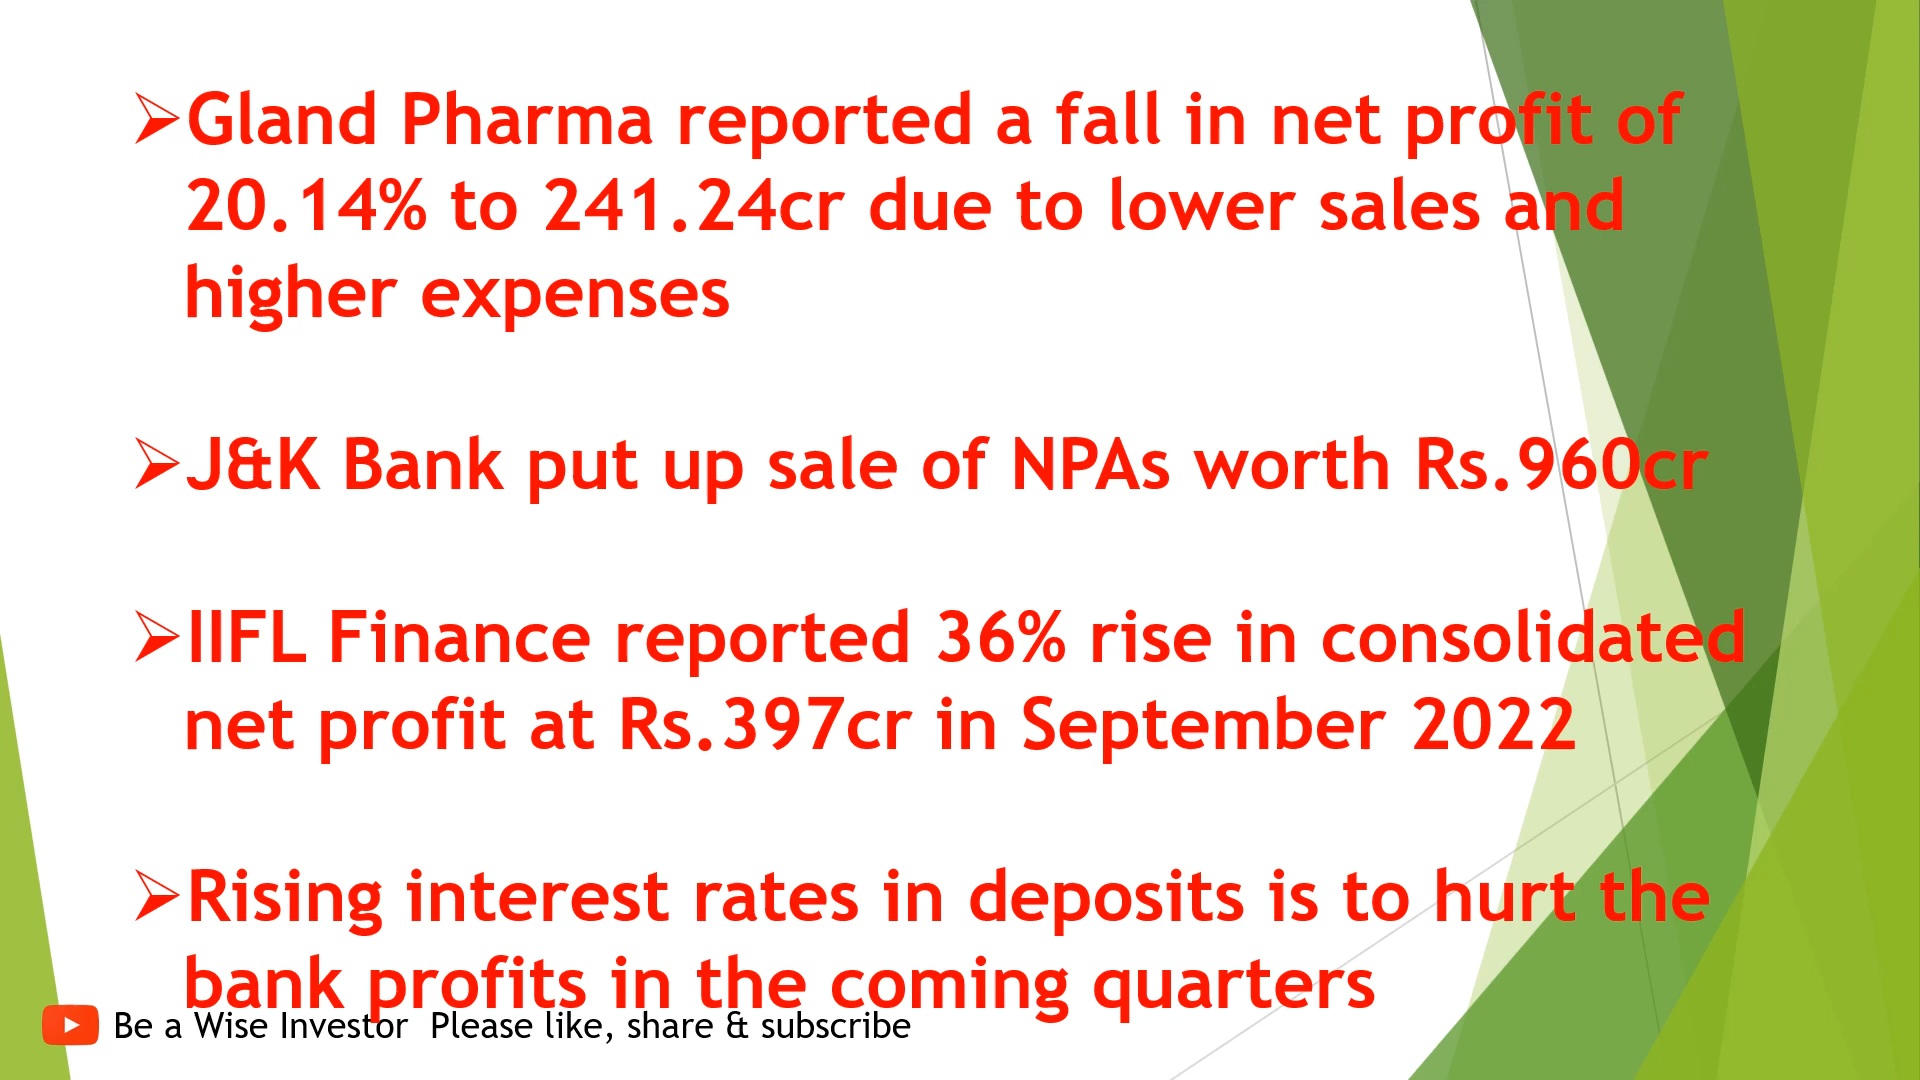 ➢Gland Pharma reported a fall in net profit of
20.14% to 241.24cr due to lower sales and
higher expenses
➢J&K Bank put up sale of NPAs worth Rs.960cr
➢IIFL Finance reported 36% rise in consolidated
net profit at Rs.397cr in September 2022
➢Rising interest rates in deposits is to hurt the
bank profits in the coming quarters
Be a Wise Investor  Please like, share & subscribe